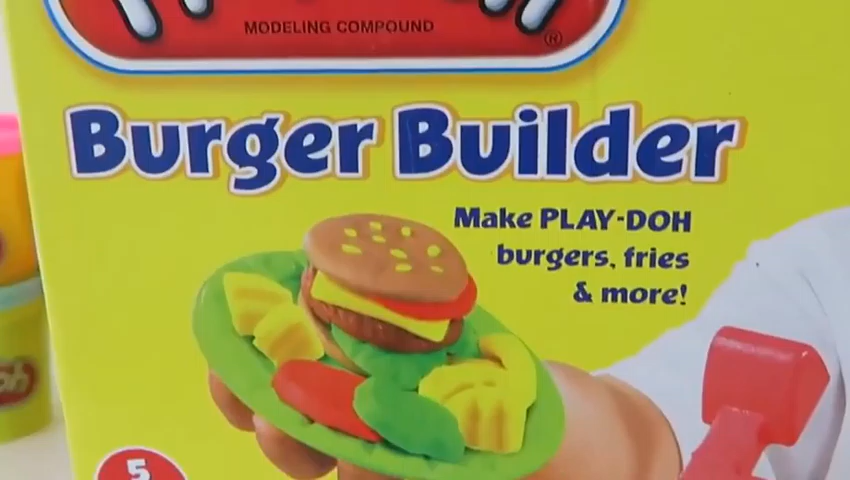 MODELING COMPOUND
®
Burger Builder
Make PLAY-DOH
burgers, fries
& more!
5